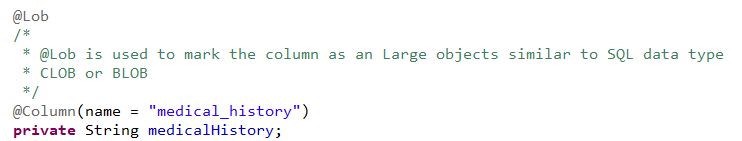 @Lob
/*
 * @Lob is used to mark the column as an Large objects similar to SQL data type
 * CLOB or BLOB
 */
@Column(name = "medical_history")
private String medicalHistory;